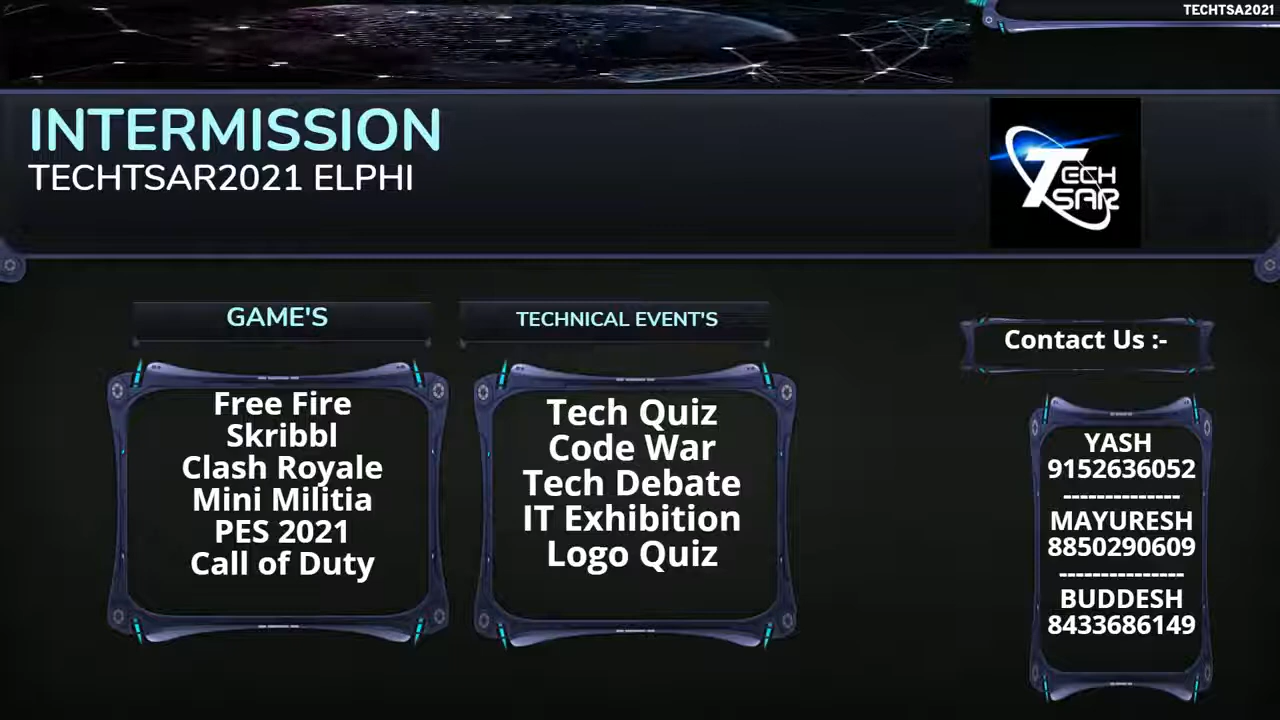 TECHTSA2021
INTERMISSION
TECHTSAR2021 ELPHI
TECH
SAR
GAME'S
Free Fire
Skribbl
Clash Royale
Mini Militia
PES 2021
Call of Duty
TECHNICAL EVENT'S
Tech Quiz
Code War
Tech Debate
IT Exhibition
Logo Quiz
Contact Us :-
YASH
9152636052
--------------
MAYURESH
8850290609
---------------
BUDDESH
8433686149